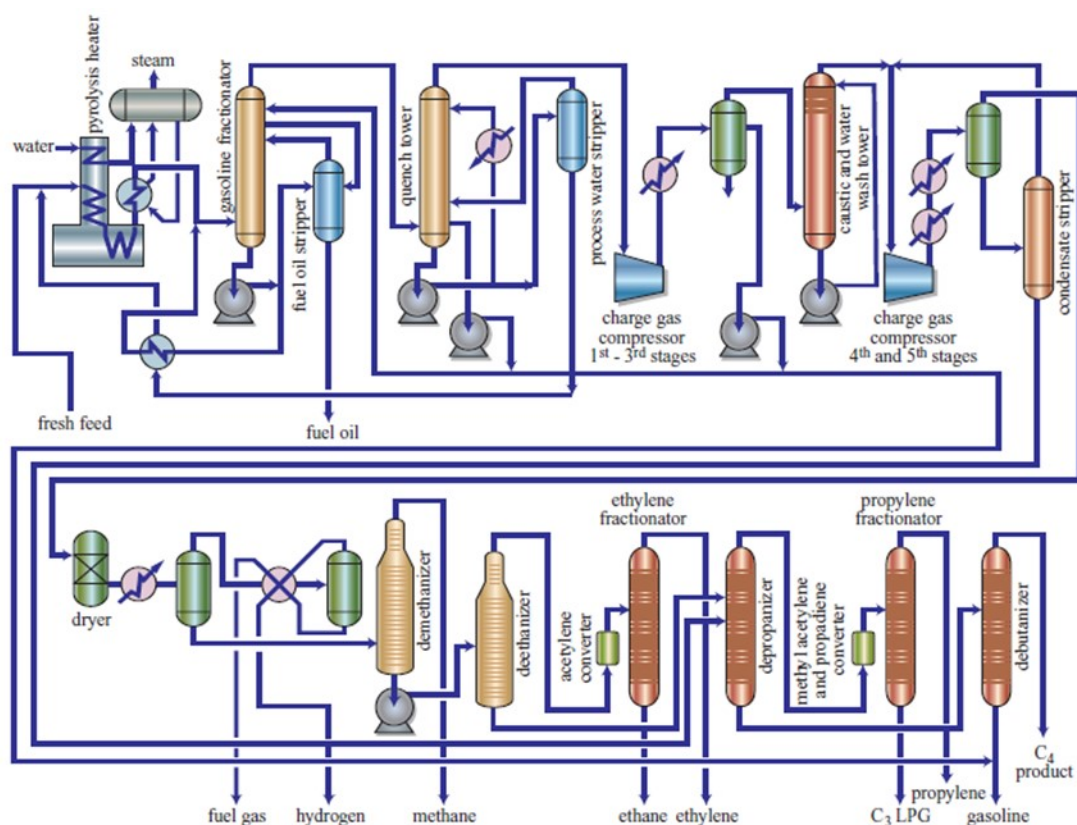 steam
pyrolysis heater
water
gasoline fractionator
fuel oil stripper
quench tower
process water stripper
caustic and water
wash tower
condensate stripper
charge gas
compressor
1st - 3rd stages
charge gas
compressor
4th and 5th stages
fresh feed
fuel oil
ethylene
fractionator
propylene
fractionator
dryer
demethanizer
deethanizer
acetylene
converter
depropanizer
methyl acetylene
and propadiene
converter
debutanizer
C4
product
propylene
fuel gas
hydrogen
methane
ethane
ethylene
C3 LPG
gasoline